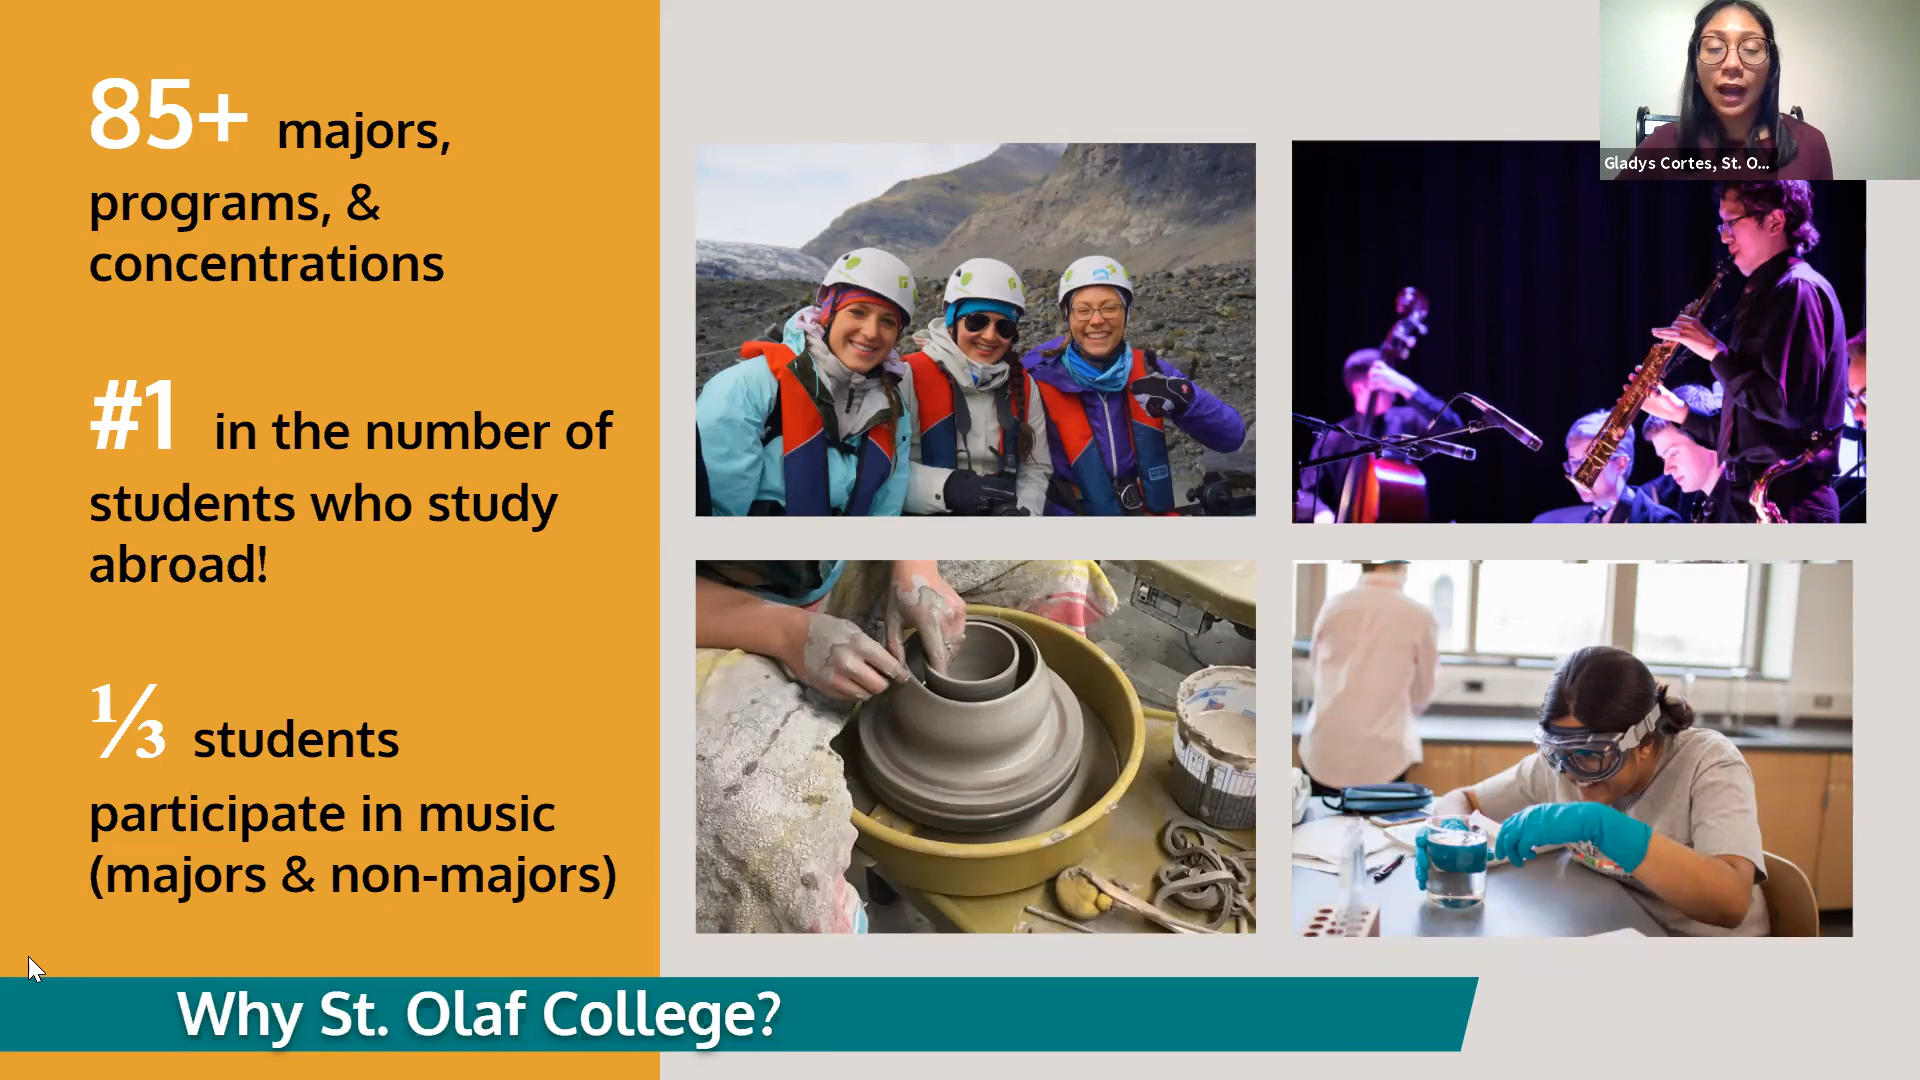 85+ majors,
programs, &
concentrations
#1 in the number of
students who study
abroad!
⅓ students
participate in music
(majors & non-majors)
Why St. Olaf College?
Gladys Cortes, St. O...